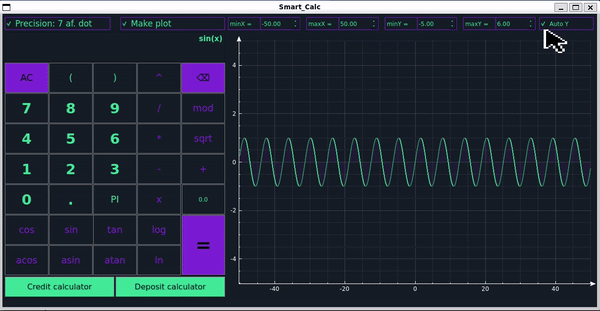 Smart_Calc
✓ Precision: 7 af. dot ✓ Make plot minX = -50.00 maxX = 50.00 minY = -5.00 maxY = 6.00 ✓ Auto Y
sin(x)
AC ( ) ^ ⌫
7 8 9 / mod
4 5 6 * sqrt
1 2 3 - +
0 . PI x 0.0
cos sin tan log =
acos asin atan ln
Credit calculator Deposit calculator
4
2
0
-2
-4
-40 -20 0 20 40